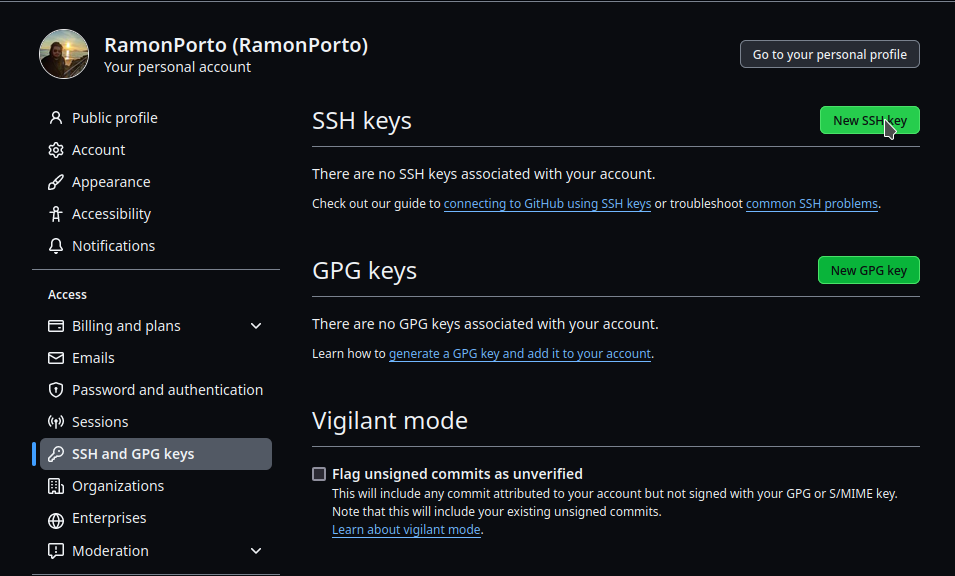 RamonPorto (RamonPorto)
Your personal account
Go to your personal profile
Public profile
Account
Appearance
Accessibility
Notifications
Access
Billing and plans
Emails
Password and authentication
Sessions
SSH and GPG keys
Organizations
Enterprises
Moderation
SSH keys
New SSH key
There are no SSH keys associated with your account.
Check out our guide to connecting to GitHub using SSH keys or troubleshoot common SSH problems.
GPG keys
New GPG key
There are no GPG keys associated with your account.
Learn how to generate a GPG key and add it to your account.
Vigilant mode
Flag unsigned commits as unverified
This will include any commit attributed to your account but not signed with your GPG or S/MIME key.
Note that this will include your existing unsigned commits.
Learn about vigilant mode.